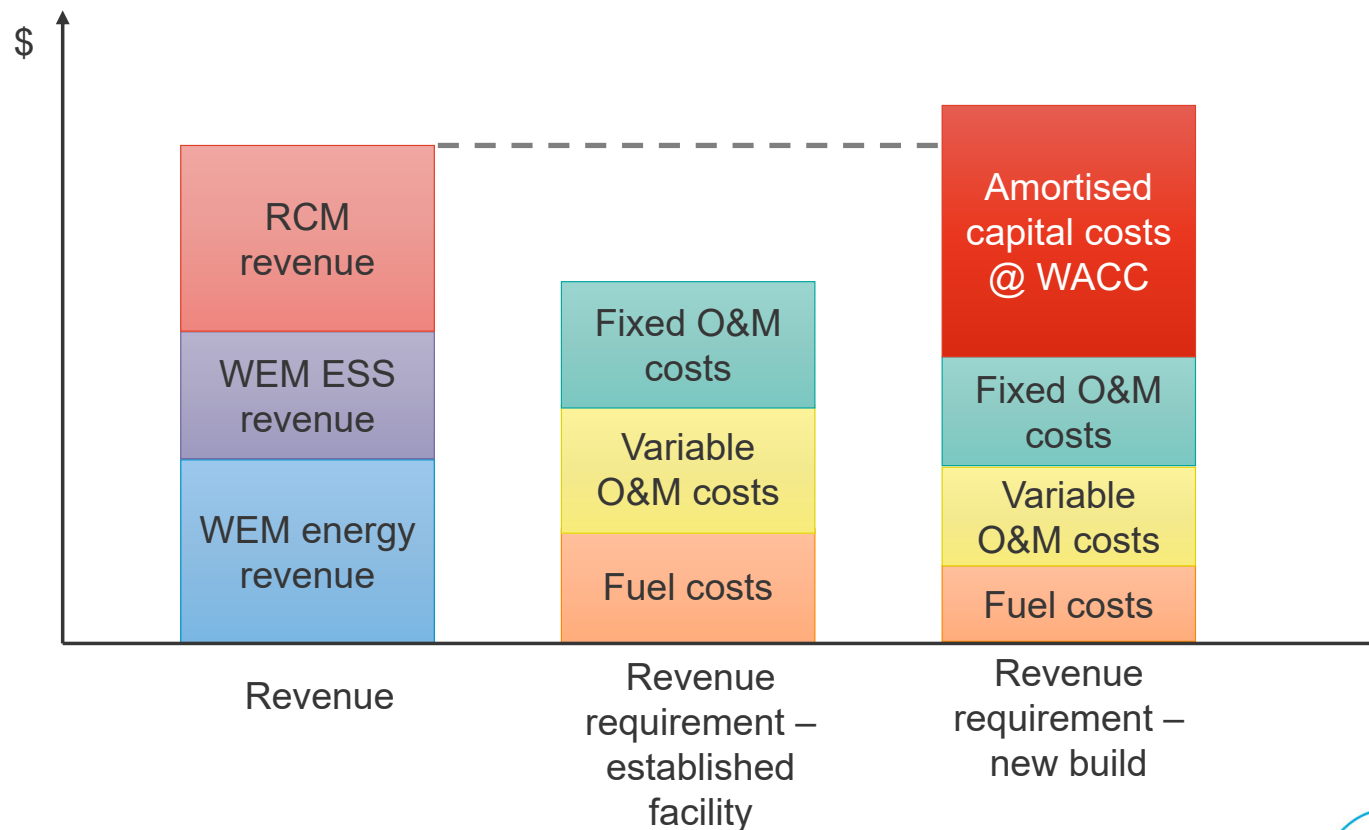 $
RCM
revenue
WEM ESS
revenue
WEM energy
revenue
Fixed O&M
costs
Variable
O&M costs
Fuel costs
Amortised
capital costs
@ WACC
Fixed O&M
costs
Variable
O&M costs
Fuel costs
Revenue
Revenue
requirement –
established
facility
Revenue
requirement –
new build